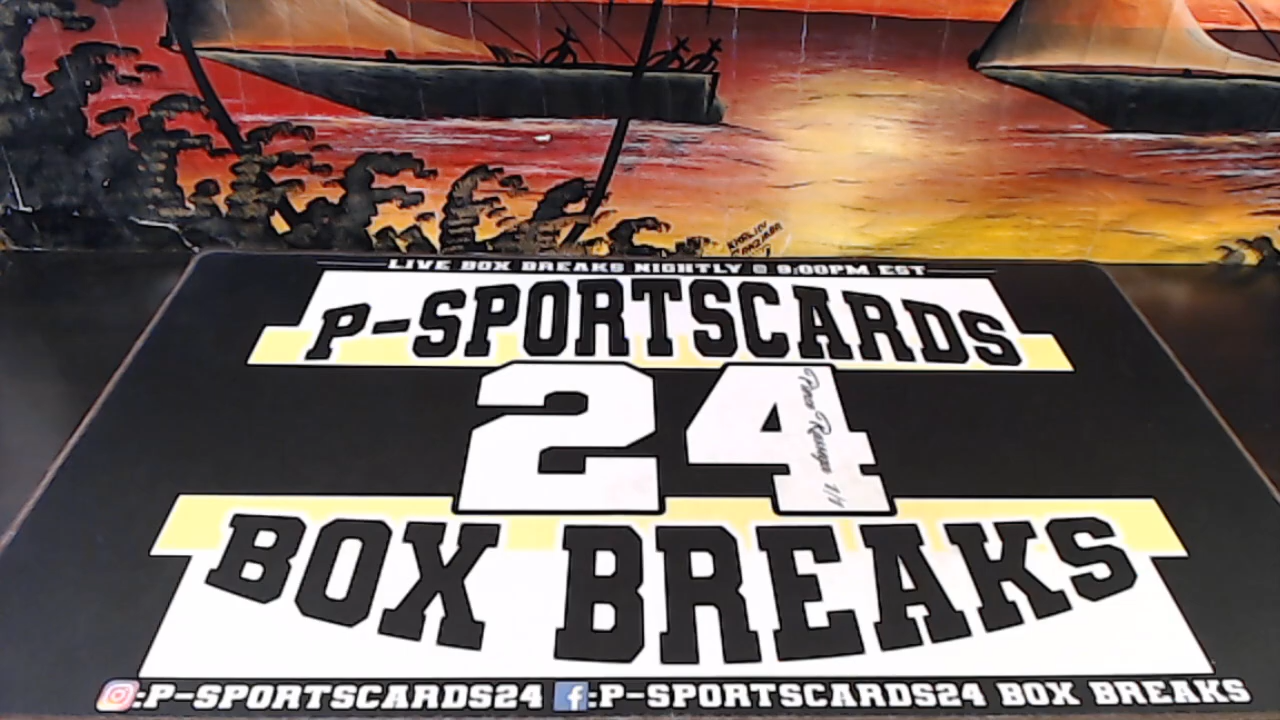 LIVE BOX BREAKS NIGHTLY @ 9:00PM EST
P-SPORTSCARDS
24
BOX BREAKS
:P-SPORTSCARDS24 :P-SPORTSCARDS24 BOX BREAKS